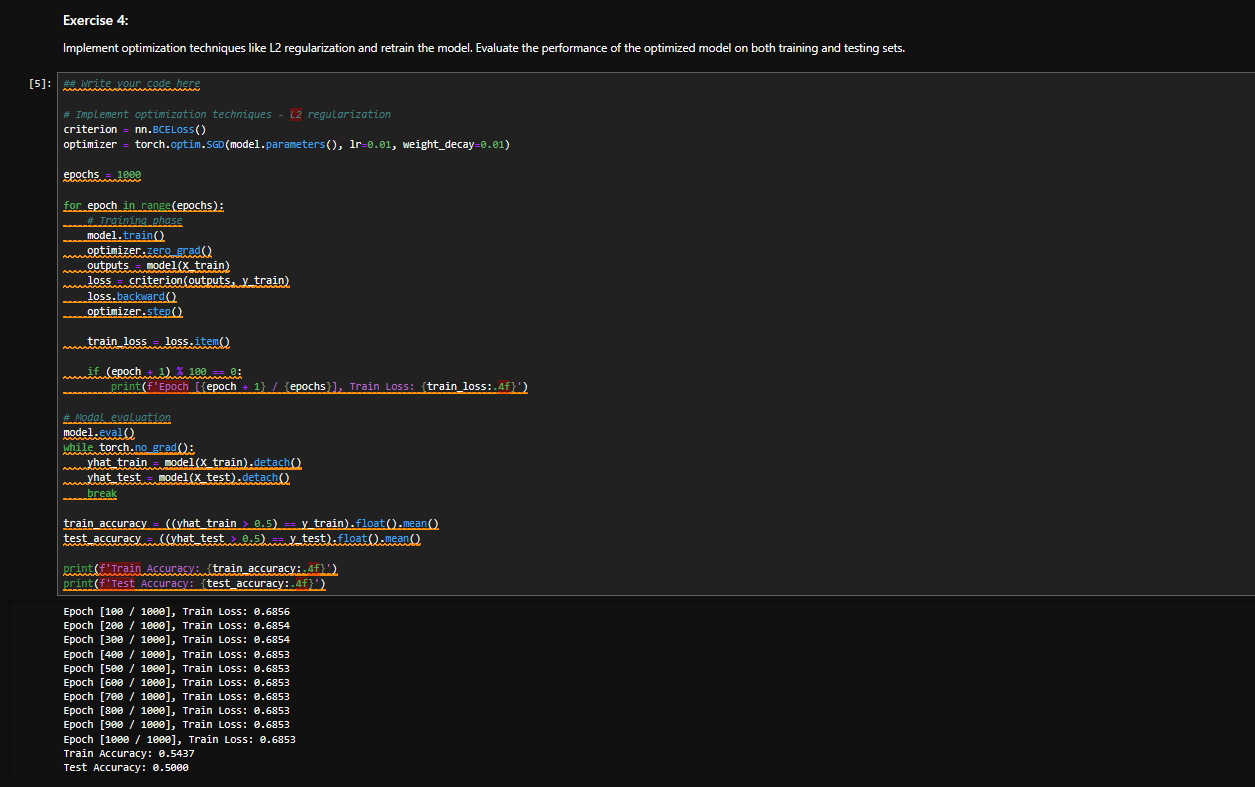 Exercise 4:
Implement optimization techniques like L2 regularization and retrain the model. Evaluate the performance of the optimized model on both training and testing sets.
[5]:
## Write your code here
# Implement optimization techniques - L2 regularization
criterion = nn.BCELoss()
optimizer = torch.optim.SGD(model.parameters(), lr=0.01, weight_decay=0.01)
epochs = 1000
for epoch in range(epochs):
    # Training phase
    model.train()
    optimizer.zero_grad()
    outputs = model(X_train)
    loss = criterion(outputs, y_train)
    loss.backward()
    optimizer.step()
    train_loss = loss.item()
    if (epoch + 1) % 100 == 0:
        print(f'Epoch [{epoch + 1} / {epochs}], Train Loss: {train_loss:.4f}')
# Modal evaluation
model.eval()
while torch.no_grad():
    yhat_train = model(X_train).detach()
    yhat_test = model(X_test).detach()
    break
train_accuracy = ((yhat_train > 0.5) == y_train).float().mean()
test_accuracy = ((yhat_test > 0.5) == y_test).float().mean()
print(f'Train Accuracy: {train_accuracy:.4f}')
print(f'Test Accuracy: {test_accuracy:.4f}')
Epoch [100 / 1000], Train Loss: 0.6856
Epoch [200 / 1000], Train Loss: 0.6854
Epoch [300 / 1000], Train Loss: 0.6854
Epoch [400 / 1000], Train Loss: 0.6853
Epoch [500 / 1000], Train Loss: 0.6853
Epoch [600 / 1000], Train Loss: 0.6853
Epoch [700 / 1000], Train Loss: 0.6853
Epoch [800 / 1000], Train Loss: 0.6853
Epoch [900 / 1000], Train Loss: 0.6853
Epoch [1000 / 1000], Train Loss: 0.6853
Train Accuracy: 0.5437
Test Accuracy: 0.5000